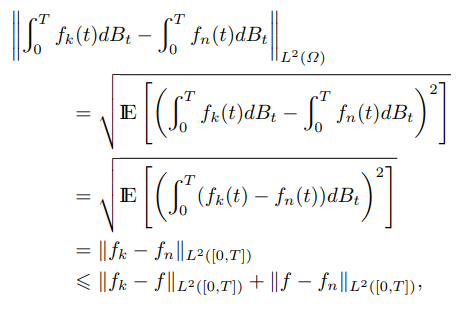 $\left\| \int_0^T f_k(t)dB_t - \int_0^T f_n(t)dB_t \right\|_{L^2(\Omega)}$
$= \sqrt{\mathbb{E}\left[\left(\int_0^T f_k(t)dB_t - \int_0^T f_n(t)dB_t\right)^2\right]}$
$= \sqrt{\mathbb{E}\left[\left(\int_0^T (f_k(t) - f_n(t))dB_t\right)^2\right]}$
$= \|f_k - f_n\|_{L^2([0,T])}$
$\leqslant \|f_k - f\|_{L^2([0,T])} + \|f - f_n\|_{L^2([0,T])},$